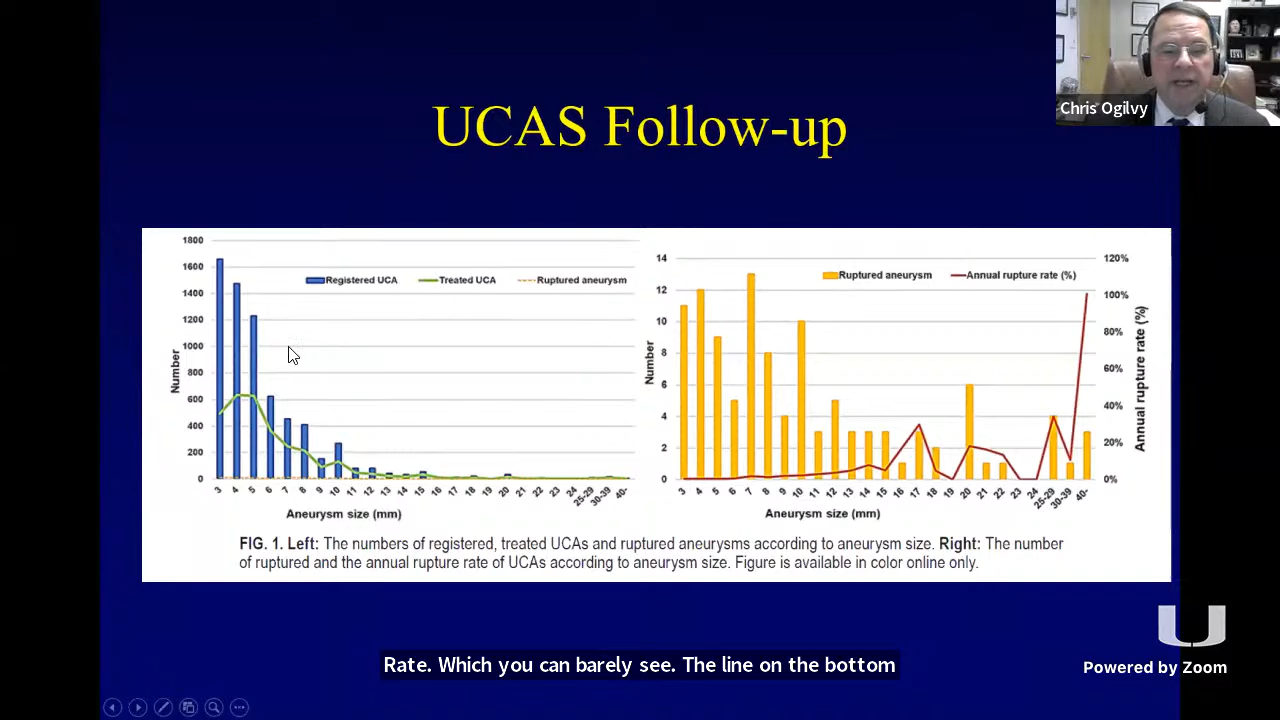 Chris Ogilvy
UCAS Follow-up
1800
1600
1400
1200
1000
800
600
400
200
0
Number
Registered UCA
Treated UCA
Ruptured aneurysm
3 4 5 6 7 8 9 10 11 12 13 14 15 16 17 18 19 20 21 22 23 24 25-29 30-39 40-
Aneurysm size (mm)
14
12
10
8
6
4
2
0
Number
Ruptured aneurysm
Annual rupture rate (%)
120%
100%
80%
60%
40%
20%
0%
Annual rupture rate (%)
3 4 5 6 7 8 9 10 11 12 13 14 15 16 17 18 19 20 21 22 23 24 25-29 30-39 40-
Aneurysm size (mm)
FIG. 1. Left: The numbers of registered, treated UCAs and ruptured aneurysms according to aneurysm size. Right: The number
of ruptured and the annual rupture rate of UCAs according to aneurysm size. Figure is available in color online only.
Rate. Which you can barely see. The line on the bottom
U
Powered by Zoom